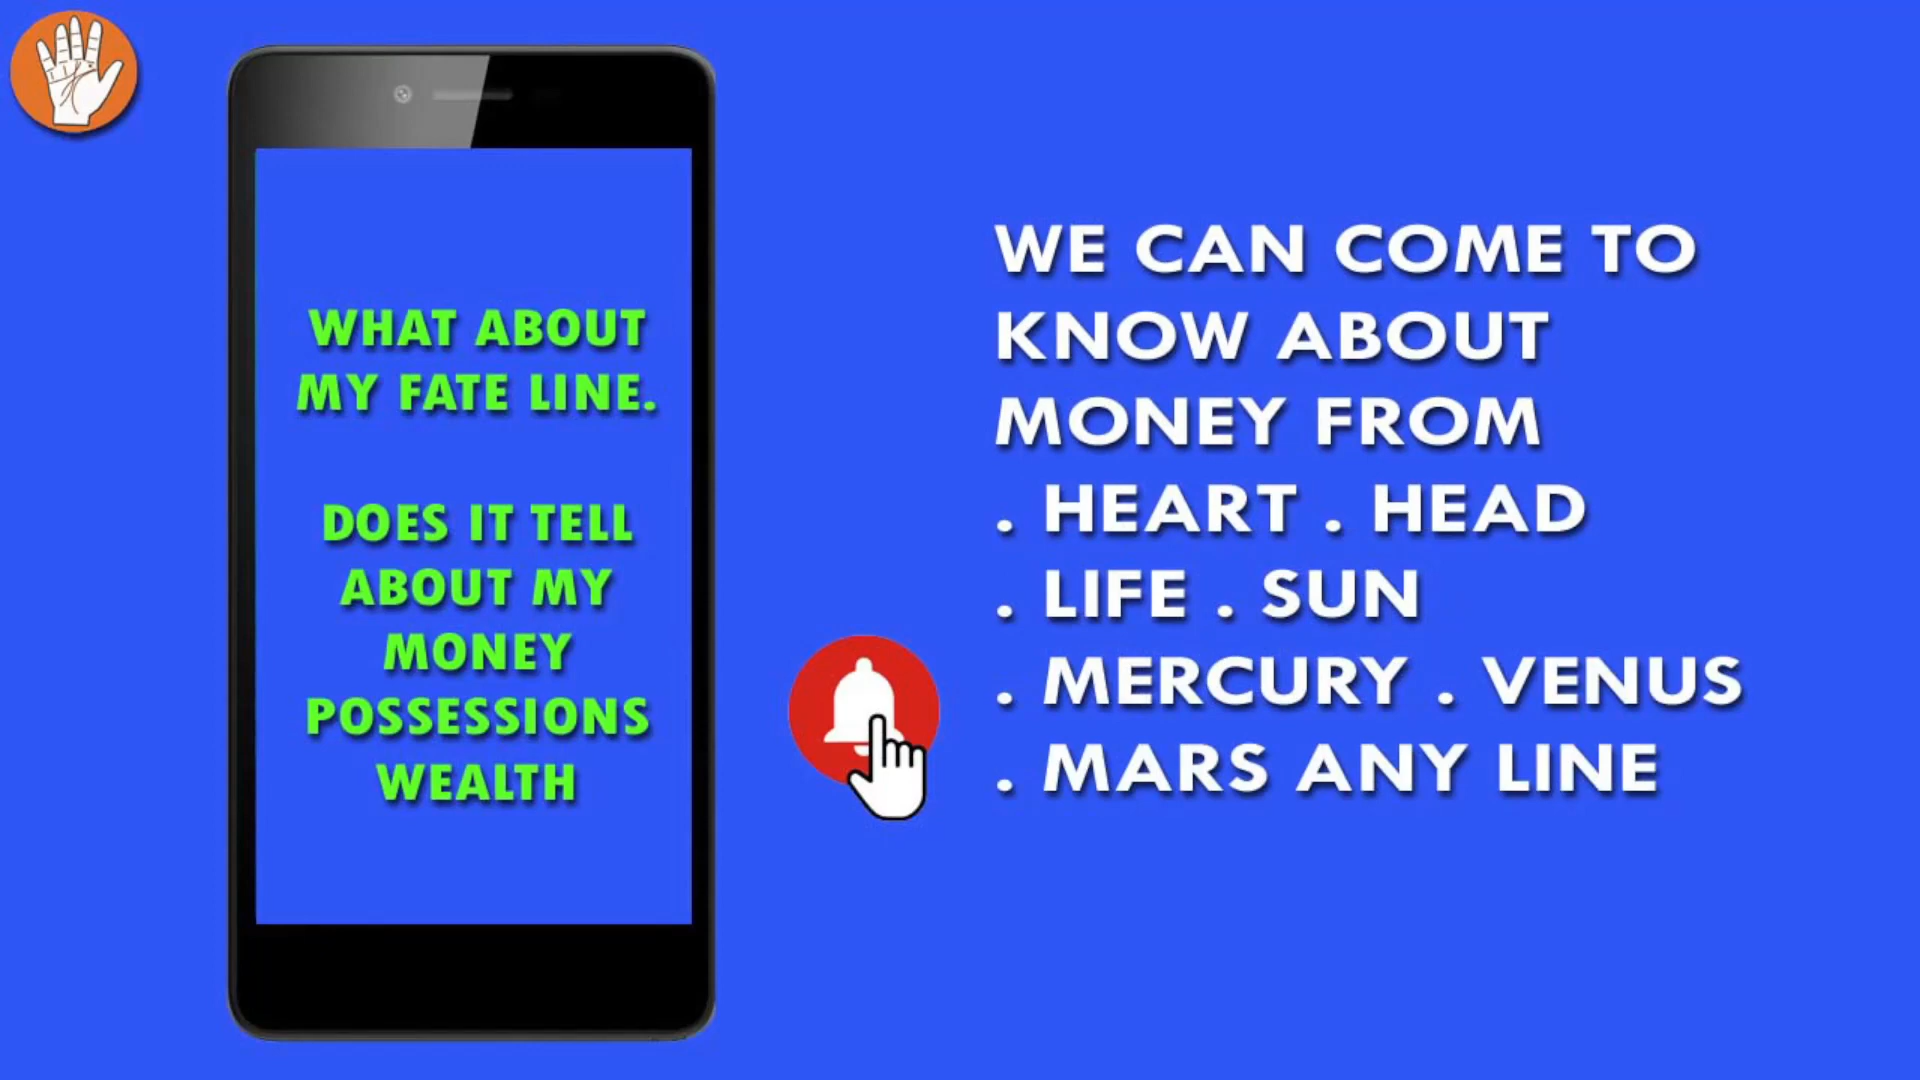 WHAT ABOUT
MY FATE LINE.
DOES IT TELL
ABOUT MY
MONEY
POSSESSIONS
WEALTH
WE CAN COME TO
KNOW ABOUT
MONEY FROM
. HEART . HEAD
. LIFE . SUN
. MERCURY . VENUS
. MARS ANY LINE